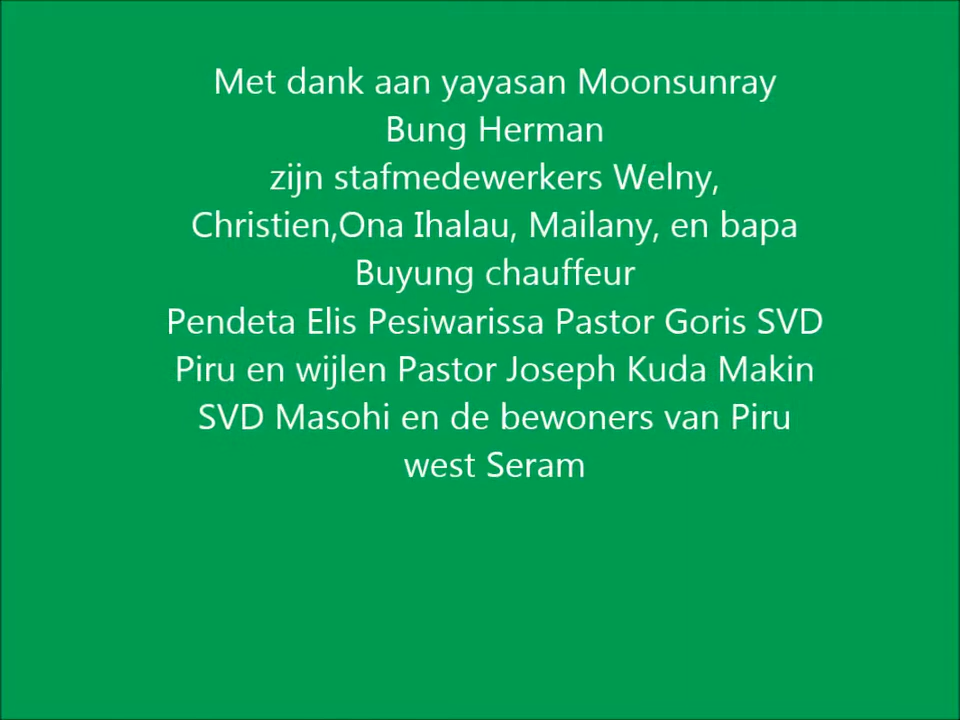 Met dank aan yayasan Moonsunray
Bung Herman
zijn stafmedewerkers Welny,
Christien,Ona Ihalau, Mailany, en bapa
Buyung chauffeur
Pendeta Elis Pesiwarissa Pastor Goris SVD
Piru en wijlen Pastor Joseph Kuda Makin
SVD Masohi en de bewoners van Piru
west Seram